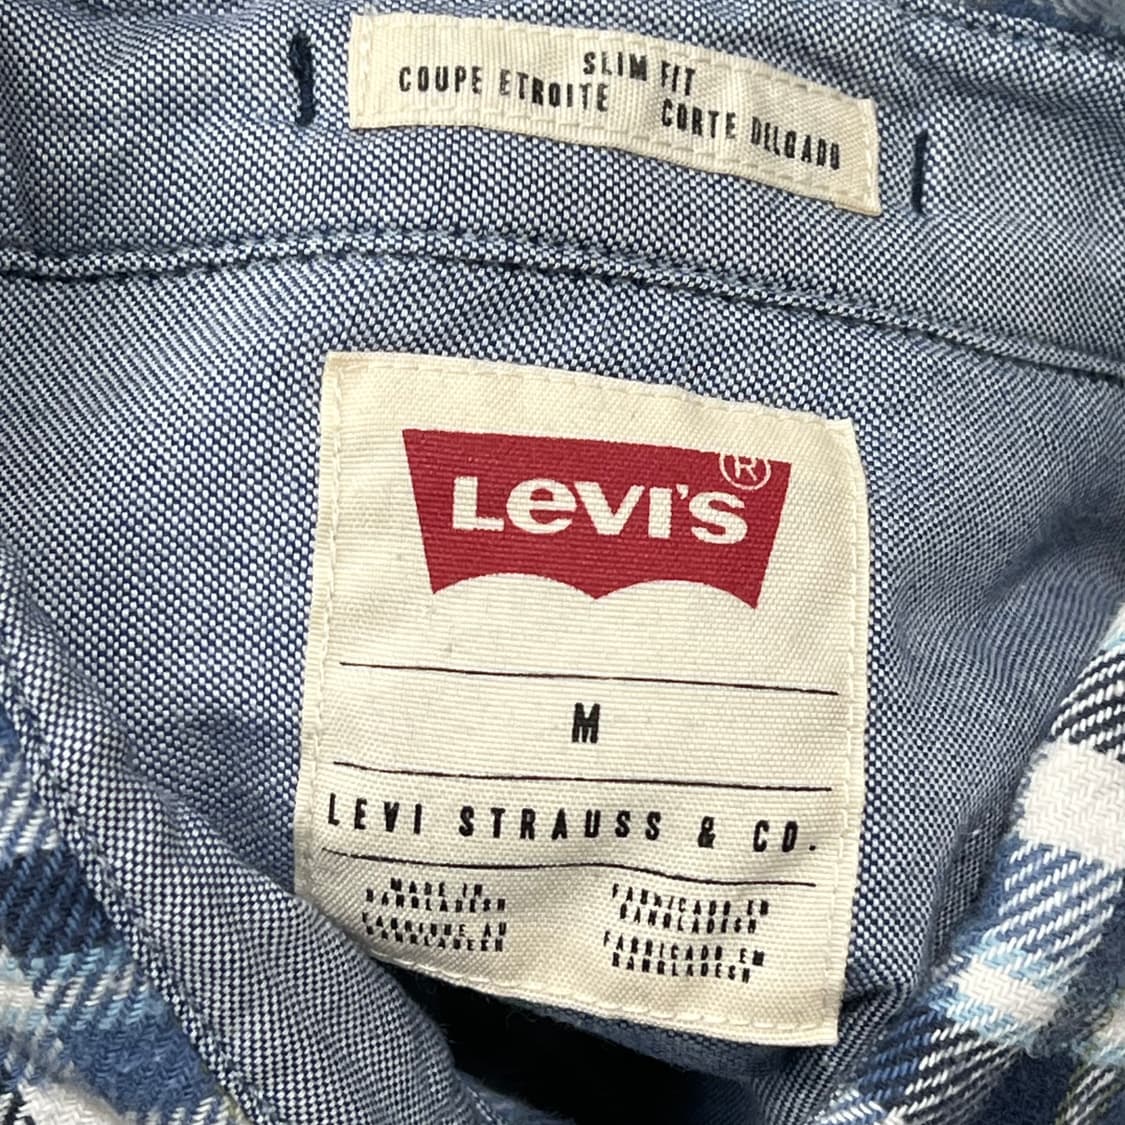 SLIM FIT
COUPE ETROITE CORTE DELGADO
LEVI'S®
M
LEVI STRAUSS & CO.
MADE IN
BANGLADESH
FABRIQUE AU
BANGLADESH
FABRICADO EN
BANGLADESH
FABRICADO EM
BANGLADESH